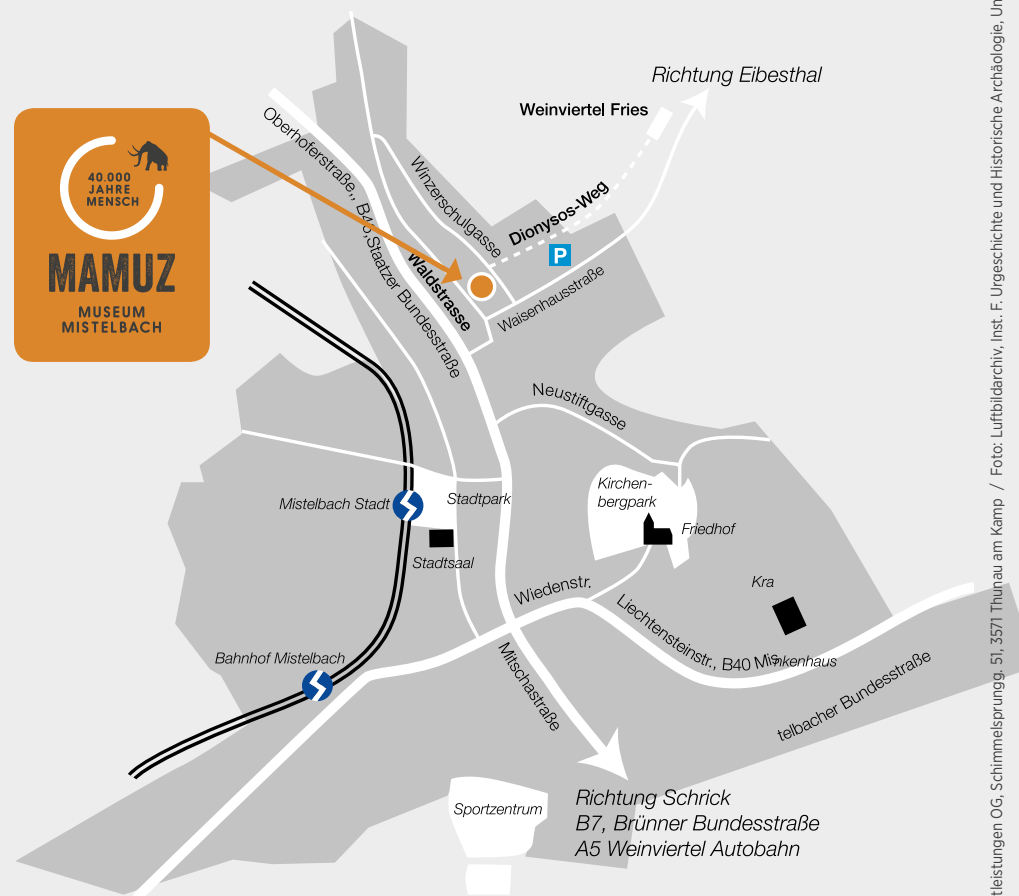 Richtung Eibesthal
Weinviertel Fries
40.000
JAHRE
MENSCH
MAMUZ
MUSEUM
MISTELBACH
Oberhoferstraße,, B46,Staatzer Bundesstraße
Winzerschulgasse
Dionysos-Weg
P
Waldstrasse
Waisenhausstraße
Neustiftgasse
Mistelbach Stadt
Stadtpark
Stadtsaal
Kirchen-
bergpark
Friedhof
Kra
nkenhaus
Wiedenstr.
Liechtensteinstr., B40 Mis
telbacher Bundesstraße
Bahnhof Mistelbach
Mitschastraße
Sportzentrum
Richtung Schrick
B7, Brünner Bundesstraße
A5 Weinviertel Autobahn
tleistungen OG, Schimmelsprungg. 51, 3571 Thunau am Kamp / Foto: Luftbildarchiv, Inst. F. Urgeschichte und Historische Archäologie, Un